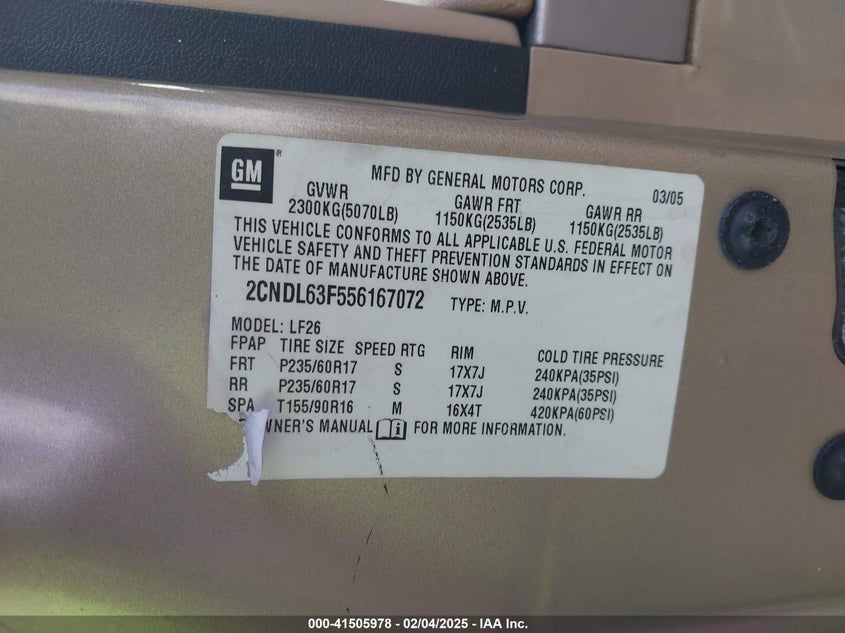 GM
MFD BY GENERAL MOTORS CORP. 03/05
GVWR GAWR FRT GAWR RR
2300KG(5070LB) 1150KG(2535LB) 1150KG(2535LB)
THIS VEHICLE CONFORMS TO ALL APPLICABLE U.S. FEDERAL MOTOR
VEHICLE SAFETY AND THEFT PREVENTION STANDARDS IN EFFECT ON
THE DATE OF MANUFACTURE SHOWN ABOVE.
2CNDL63F556167072 TYPE: M.P.V.
MODEL: LF26
FPAP TIRE SIZE SPEED RTG RIM COLD TIRE PRESSURE
FRT P235/60R17 S 17X7J 240KPA(35PSI)
RR P235/60R17 S 17X7J 240KPA(35PSI)
SPA T155/90R16 M 16X4T 420KPA(60PSI)
WNER'S MANUAL FOR MORE INFORMATION.
000-41505978 - 02/04/2025 - IAA Inc.